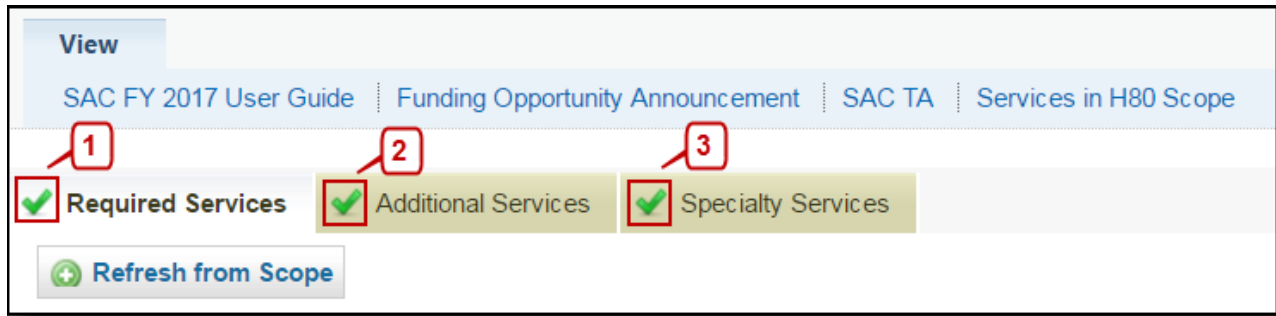 View
SAC FY 2017 User Guide Funding Opportunity Announcement SAC TA Services in H80 Scope
1 2 3
Required Services Additional Services Specialty Services
Refresh from Scope